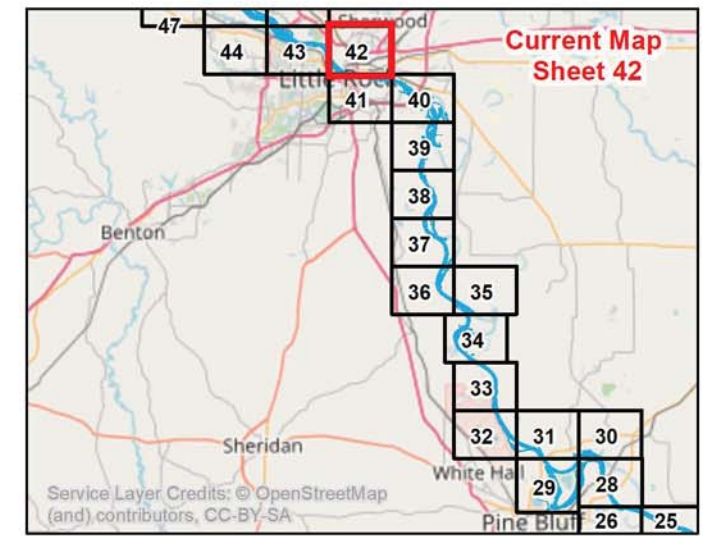 47
Sherwood
44
43
42
Current Map
Sheet 42
Little Rock
41
40
39
38
Benton
37
36
35
34
33
32
31
30
Sheridan
White Hall
29
28
Service Layer Credits: © OpenStreetMap
(and) contributors, CC-BY-SA
Pine Bluff
26
25